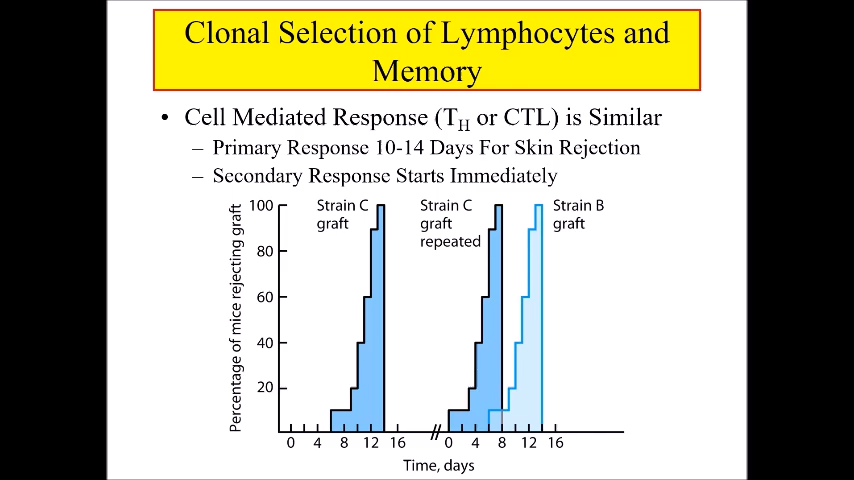 Clonal Selection of Lymphocytes and
Memory
• Cell Mediated Response (TH or CTL) is Similar
– Primary Response 10-14 Days For Skin Rejection
– Secondary Response Starts Immediately
Percentage of mice rejecting graft
100
80
60
40
20
Strain C
graft
Strain C
graft
repeated
Strain B
graft
0 4 8 12 16 0 4 8 12 16
Time, days